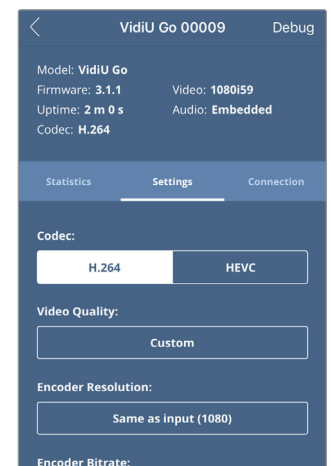 VidiU Go 00009 Debug
Model: VidiU Go
Firmware: 3.1.1 Video: 1080i59
Uptime: 2 m 0 s Audio: Embedded
Codec: H.264
Statistics Settings Connection
Codec:
H.264 HEVC
Video Quality:
Custom
Encoder Resolution:
Same as input (1080)
Encoder Bitrate: